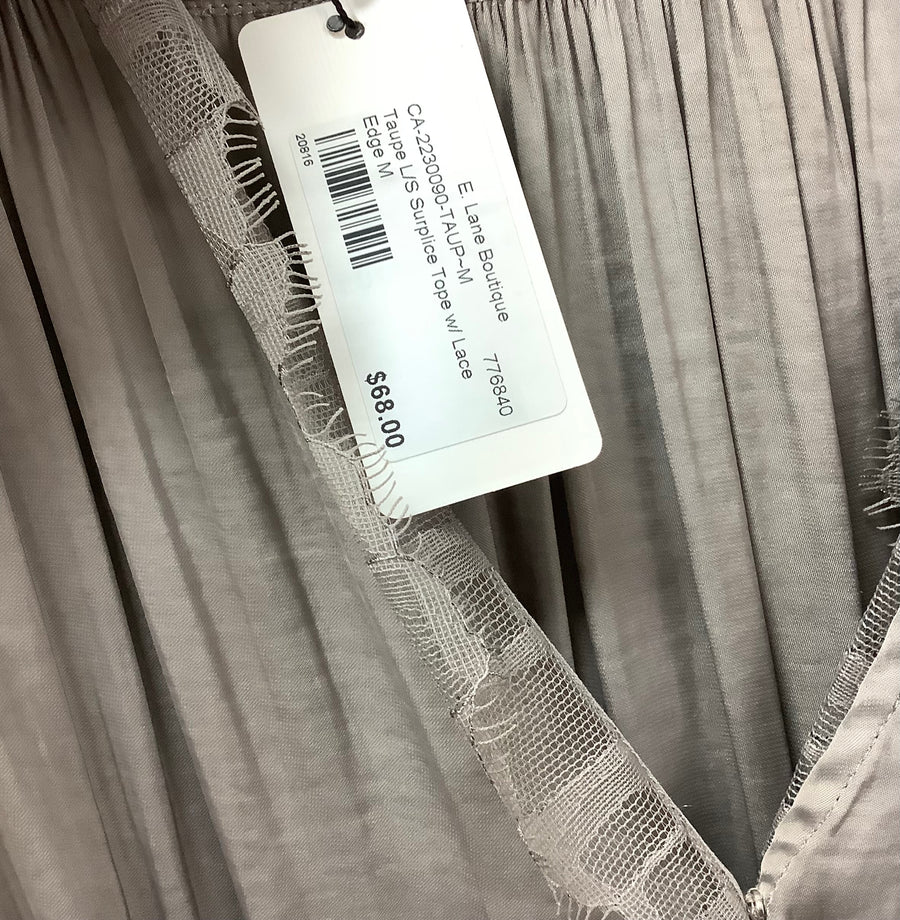 E. Lane Boutique 776840
CA-2230090-TAUP~M
Taupe L/S Surplice Tope w/ Lace
Edge M
20816
$68.00